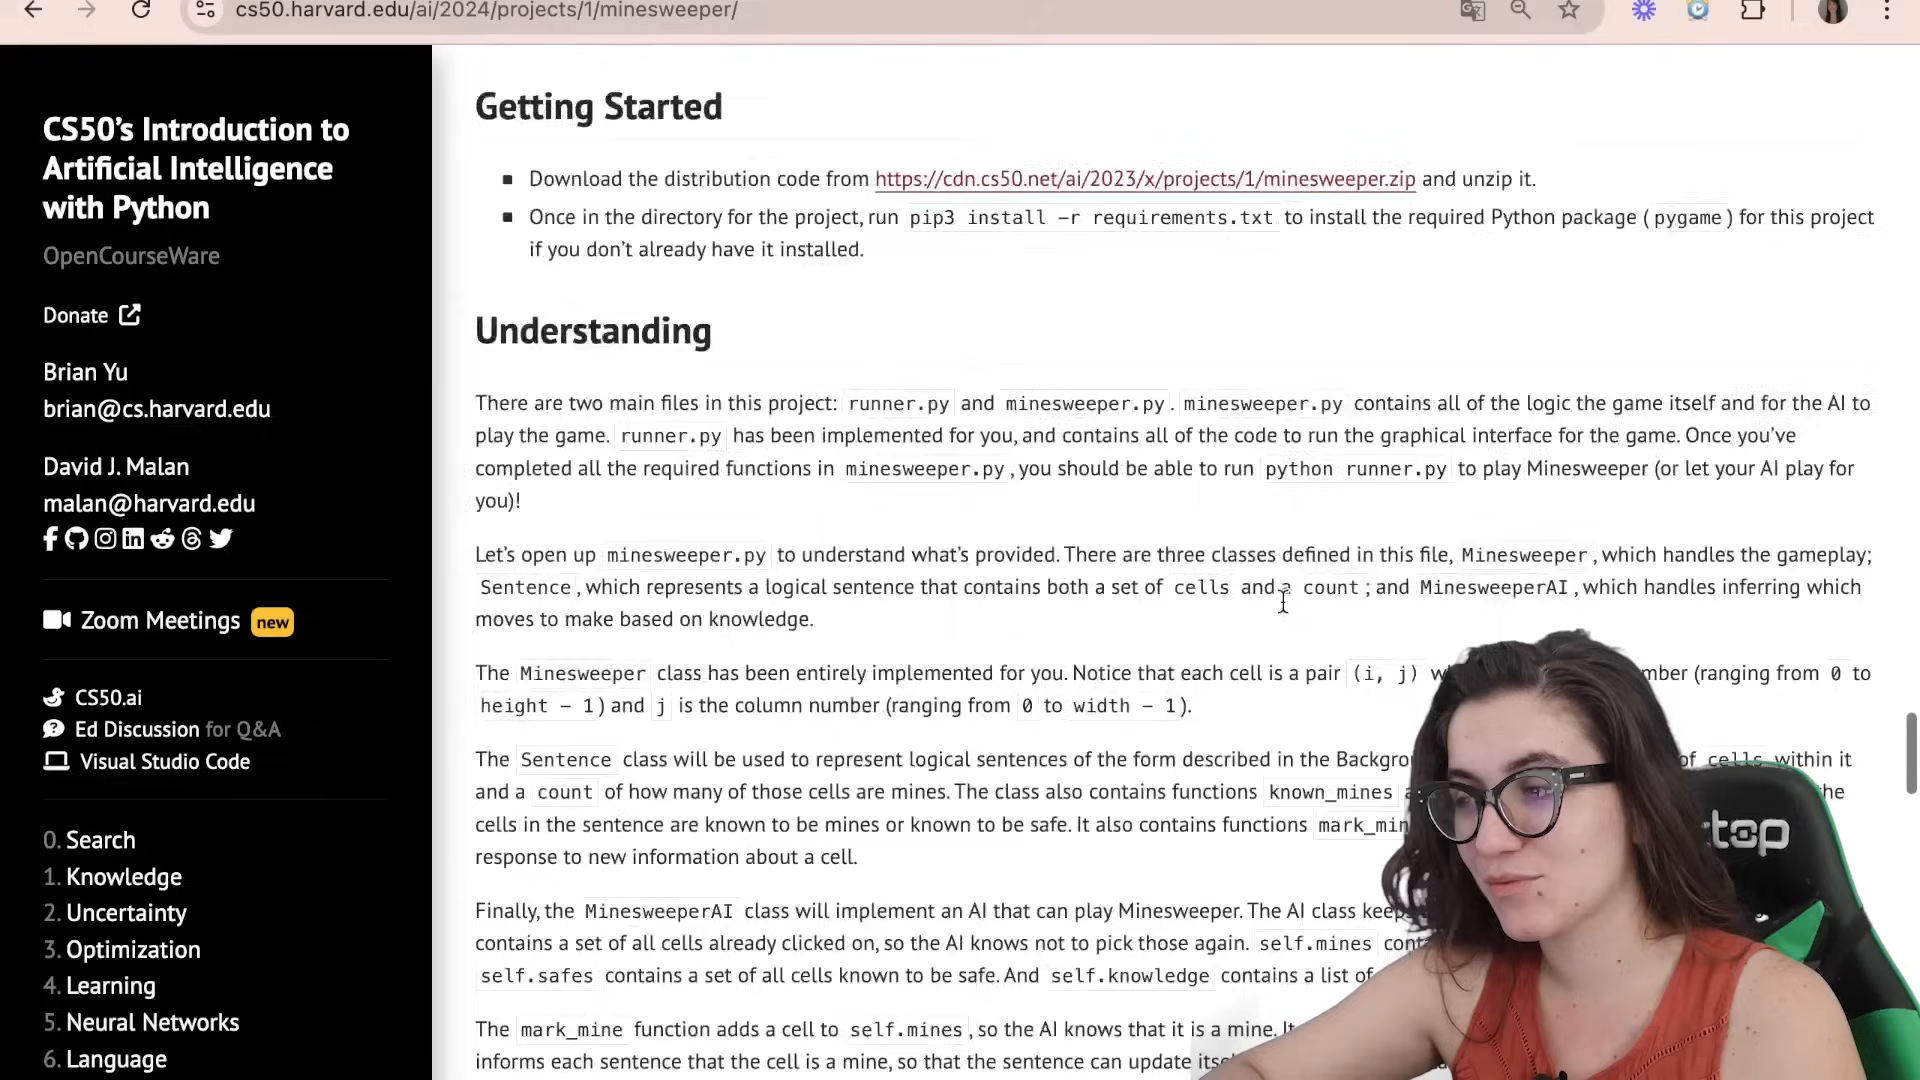 cs50.harvard.edu/ai/2024/projects/1/minesweeper/
CS50’s Introduction to
Artificial Intelligence
with Python
OpenCourseWare
Donate
Brian Yu
brian@cs.harvard.edu
David J. Malan
malan@harvard.edu
Zoom Meetings new
CS50.ai
Ed Discussion for Q&A
Visual Studio Code
0. Search
1. Knowledge
2. Uncertainty
3. Optimization
4. Learning
5. Neural Networks
6. Language
Getting Started
Download the distribution code from https://cdn.cs50.net/ai/2023/x/projects/1/minesweeper.zip and unzip it.
Once in the directory for the project, run pip3 install -r requirements.txt to install the required Python package (pygame) for this project
if you don’t already have it installed.
Understanding
There are two main files in this project: runner.py and minesweeper.py. minesweeper.py contains all of the logic the game itself and for the AI to
play the game. runner.py has been implemented for you, and contains all of the code to run the graphical interface for the game. Once you’ve
completed all the required functions in minesweeper.py, you should be able to run python runner.py to play Minesweeper (or let your AI play for
you)!
Let’s open up minesweeper.py to understand what’s provided. There are three classes defined in this file, Minesweeper, which handles the gameplay;
Sentence, which represents a logical sentence that contains both a set of cells and a count; and MinesweeperAI, which handles inferring which
moves to make based on knowledge.
The Minesweeper class has been entirely implemented for you. Notice that each cell is a pair (i, j) (ranging from 0 to
height - 1) and j is the column number (ranging from 0 to width - 1).
The Sentence class will be used to represent logical sentences of the form described in the of cells within it
and a count of how many of those cells are mines. The class also contains functions known_mines
cells in the sentence are known to be mines or known to be safe. It also contains functions
response to new information about a cell.
Finally, the MinesweeperAI class will implement an AI that can play Minesweeper. The AI class
contains a set of all cells already clicked on, so the AI knows not to pick those again. self.mines
self.safes contains a set of all cells known to be safe. And self.knowledge contains a list of
The mark_mine function adds a cell to self.mines, so the AI knows that it is a mine.
informs each sentence that the cell is a mine, so that the sentence can update